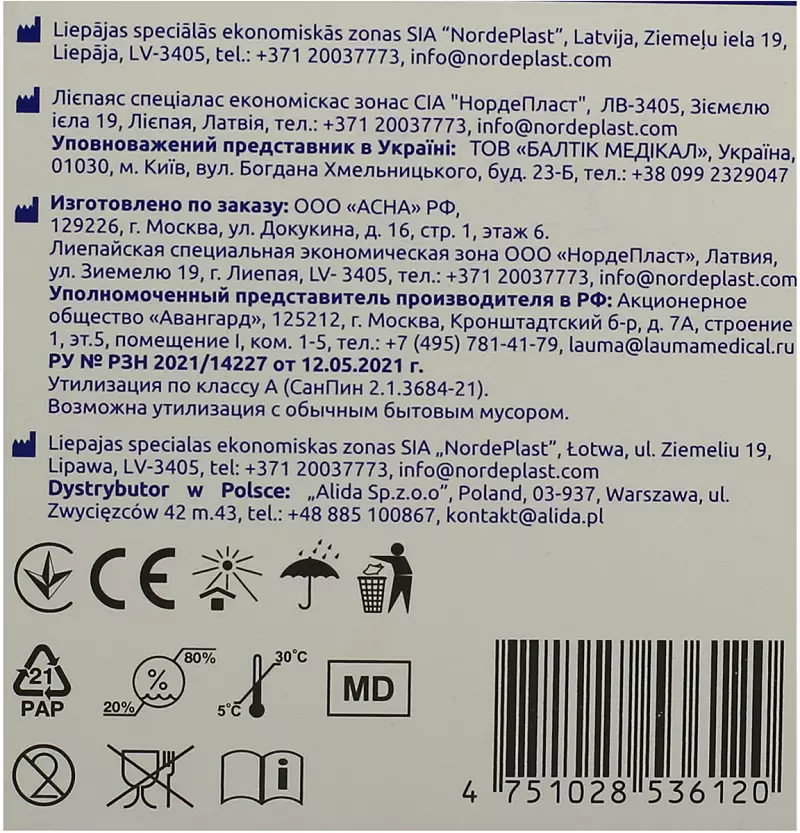 Liepājas speciālās ekonomiskās zonas SIA “NordePlast”, Latvija, Ziemeļu iela 19,
Liepāja, LV-3405, tel.: +371 20037773, info@nordeplast.com
Лієпаяс спеціалас економіскас зонас СІА "НордеПласт", ЛВ-3405, Зіємєлю
ієла 19, Лієпая, Латвія, тел.: +371 20037773, info@nordeplast.com
Уповноважений представник в Україні: ТОВ «БАЛТІК МЕДІКАЛ», Україна,
01030, м. Київ, вул. Богдана Хмельницького, буд. 23-Б, тел.: +38 099 2329047
Изготовлено по заказу: ООО «АСНА» РФ,
129226, г. Москва, ул. Докукина, д. 16, стр. 1, этаж 6.
Лиепайская специальная экономическая зона ООО «НордеПласт», Латвия,
ул. Зиемелю 19, г. Лиепая, LV- 3405, тел.: +371 20037773, info@nordeplast.com
Уполномоченный представитель производителя в РФ: Акционерное
общество «Авангард», 125212, г. Москва, Кронштадтский б-р, д. 7А, строение
1, эт.5, помещение I, ком. 1-5, тел.: +7 (495) 781-41-79, lauma@laumamedical.ru
РУ № РЗН 2021/14227 от 12.05.2021 г.
Утилизация по классу А (СанПин 2.1.3684-21).
Возможна утилизация с обычным бытовым мусором.
Liepajas specialas ekonomiskas zonas SIA „NordePlast”, Łotwa, ul. Ziemeliu 19,
Lipawa, LV-3405, tel: +371 20037773, info@nordeplast.com
Dystrybutor w Polsce: „Alida Sp.z.o.o”, Poland, 03-937, Warszawa, ul.
Zwycięzców 42 m.43, tel.: +48 885 100867, kontakt@alida.pl
CE
21
PAP
20% % 80%
5°C 30°C
MD
2
i
4 751028 536120